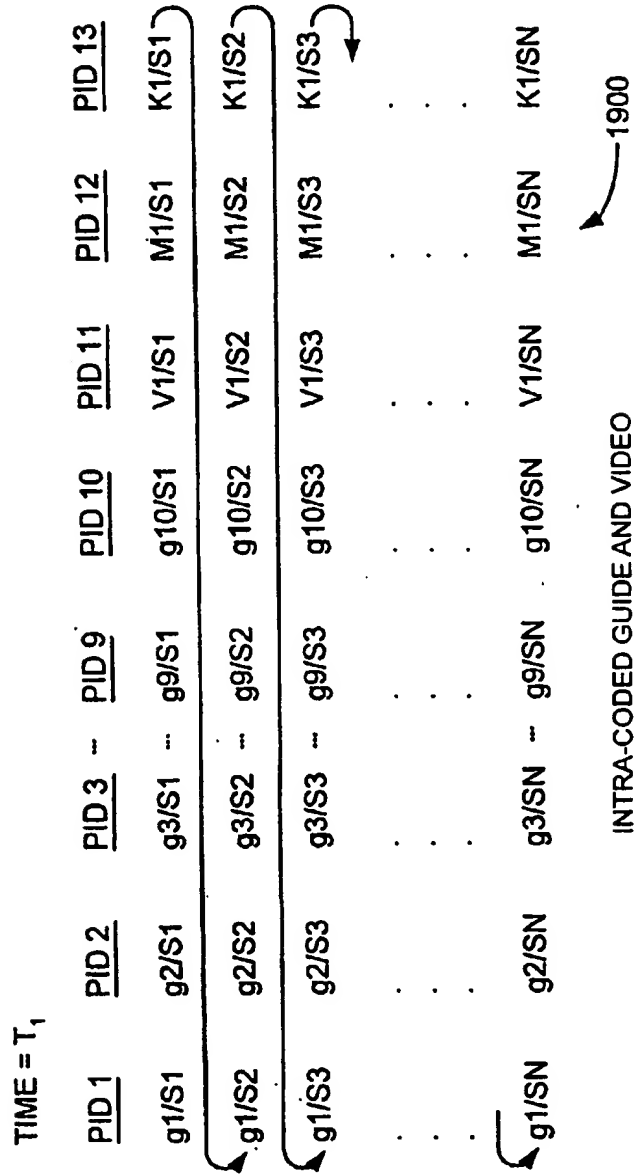 TIME = T₁
PID 1 PID 2 PID 3 --- PID 9 PID 10 PID 11 PID 12 PID 13
g1/S1 g2/S1 g3/S1 --- g9/S1 g10/S1 V1/S1 M1/S1 K1/S1
g1/S2 g2/S2 g3/S2 --- g9/S2 g10/S2 V1/S2 M1/S2 K1/S2
g1/S3 g2/S3 g3/S3 --- g9/S3 g10/S3 V1/S3 M1/S3 K1/S3
. . . . . . . .
. . . . . . . .
. . . . . . . .
g1/SN g2/SN g3/SN --- g9/SN g10/SN V1/SN M1/SN K1/SN
1900
INTRA-CODED GUIDE AND VIDEO